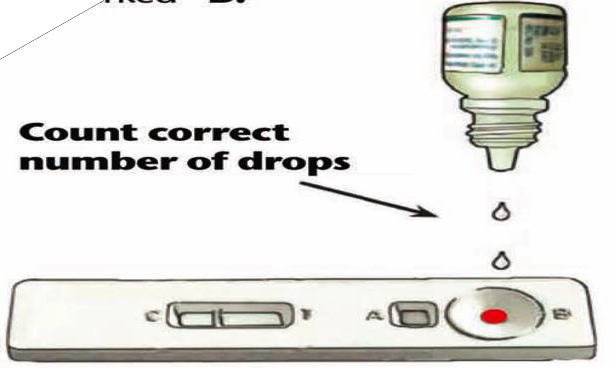 "B."
Count correct
number of drops
C T A B